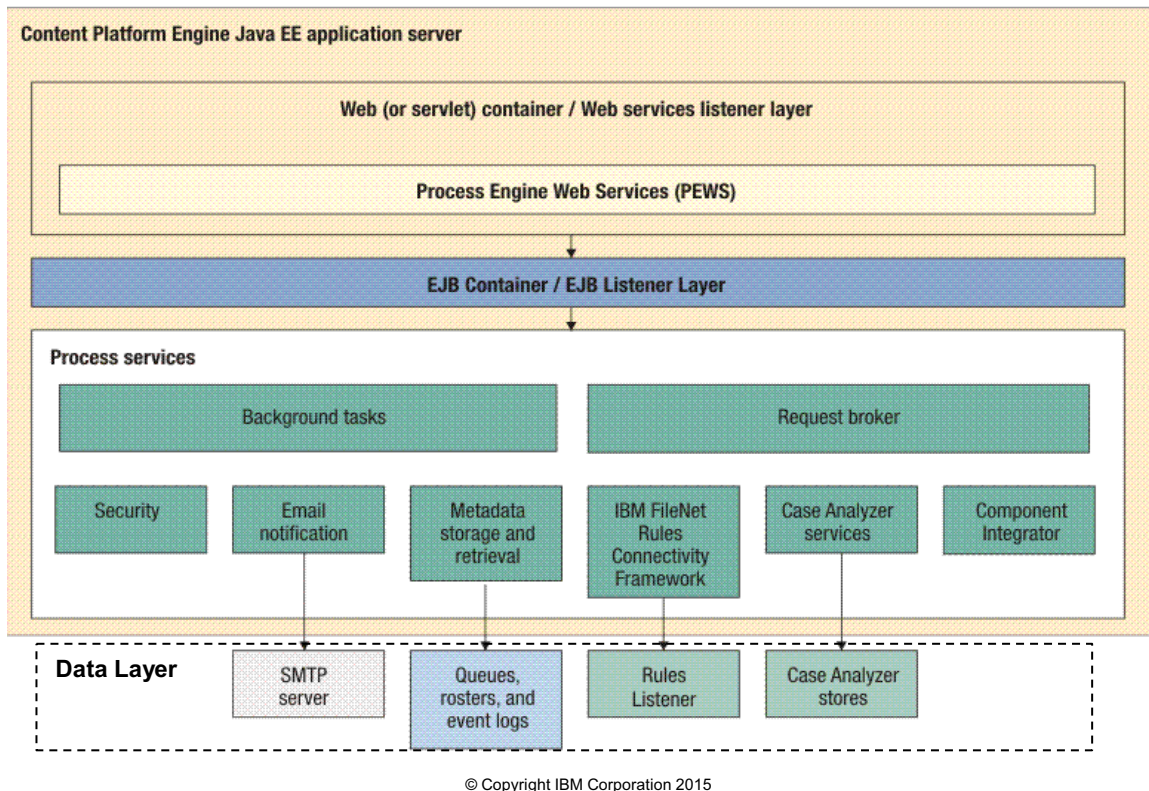 Content Platform Engine Java EE application server
Web (or servlet) container / Web services listener layer
Process Engine Web Services (PEWS)
EJB Container / EJB Listener Layer
Process services
Background tasks
Request broker
Security
Email
notification
Metadata
storage and
retrieval
IBM FileNet
Rules
Connectivity
Framework
Case Analyzer
services
Component
Integrator
Data Layer
SMTP
server
Queues,
rosters, and
event logs
Rules
Listener
Case Analyzer
stores
© Copyright IBM Corporation 2015